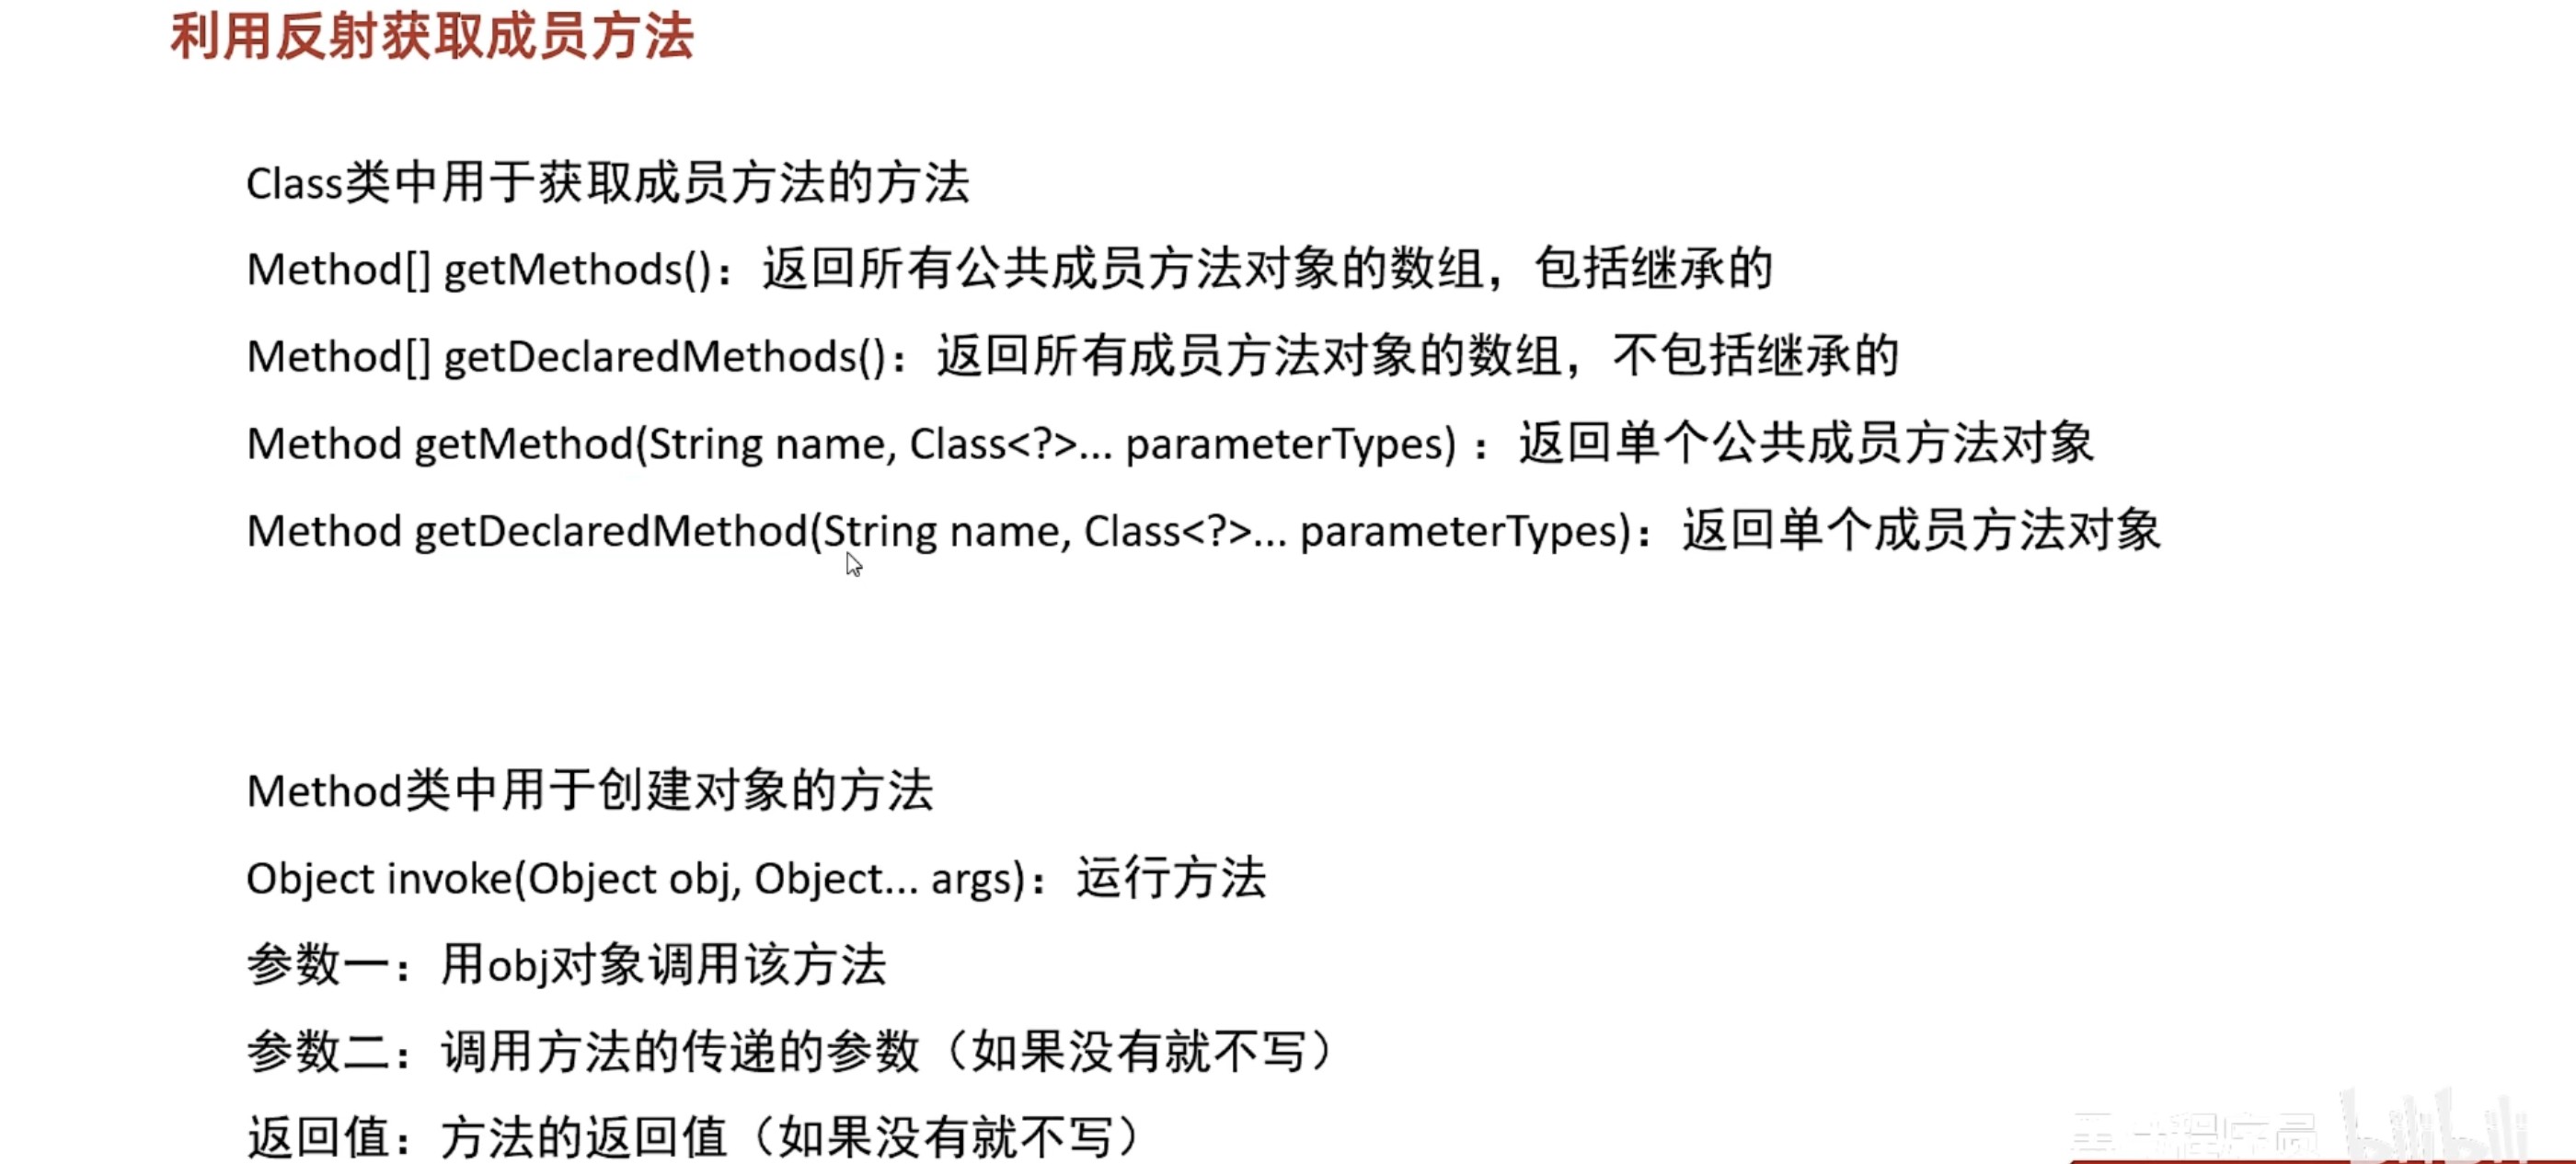 利用反射获取成员方法
Class类中用于获取成员方法的方法
Method[] getMethods()：返回所有公共成员方法对象的数组，包括继承的
Method[] getDeclaredMethods()：返回所有成员方法对象的数组，不包括继承的
Method getMethod(String name, Class<?>... parameterTypes) ：返回单个公共成员方法对象
Method getDeclaredMethod(String name, Class<?>... parameterTypes)：返回单个成员方法对象
Method类中用于创建对象的方法
Object invoke(Object obj, Object... args)：运行方法
参数一：用obj对象调用该方法
参数二：调用方法的传递的参数（如果没有就不写）
返回值：方法的返回值（如果没有就不写）
程序员 bilibili